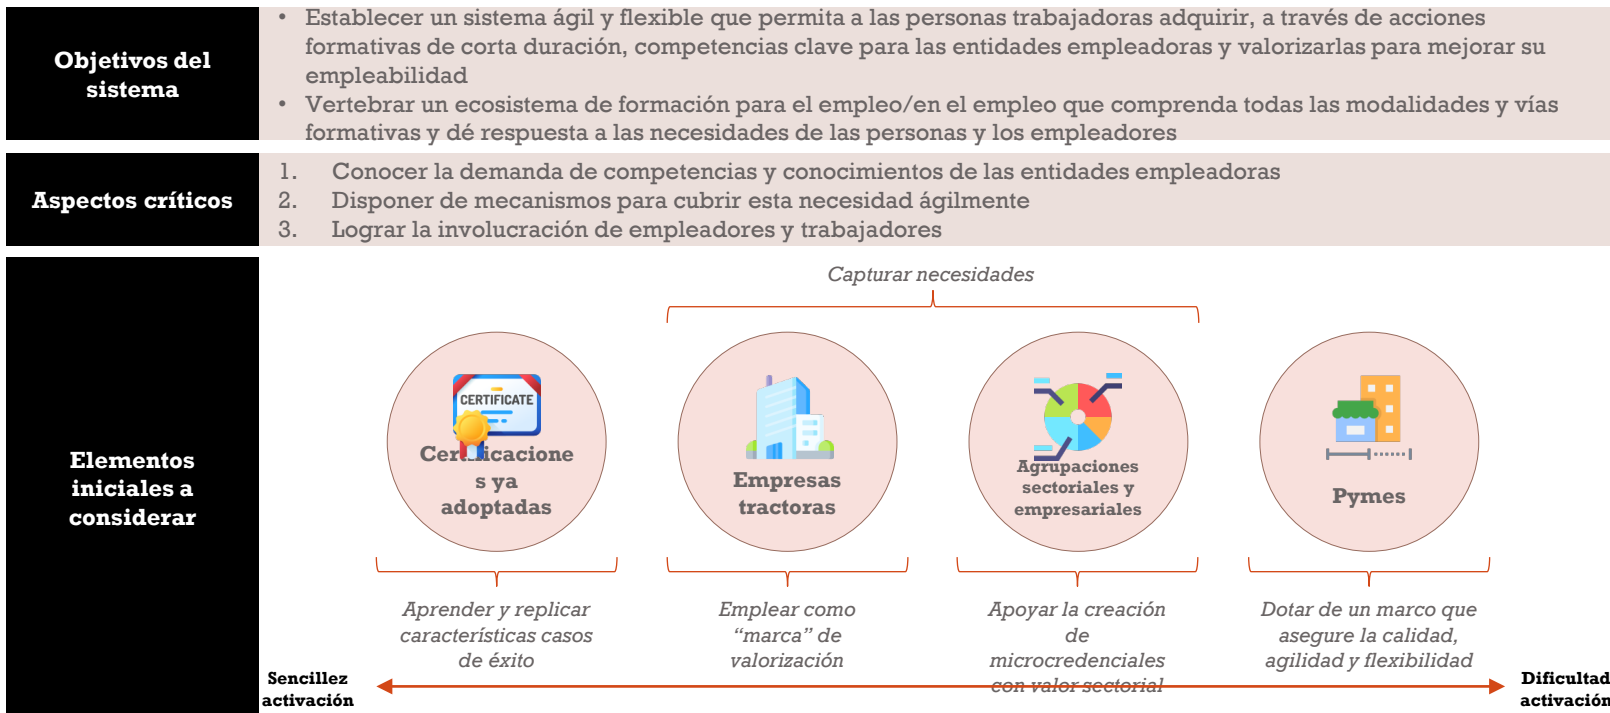 Objetivos del
sistema
• Establecer un sistema ágil y flexible que permita a las personas trabajadoras adquirir, a través de acciones
formativas de corta duración, competencias clave para las entidades empleadoras y valorizarlas para mejorar su
empleabilidad
• Vertebrar un ecosistema de formación para el empleo/en el empleo que comprenda todas las modalidades y vías
formativas y dé respuesta a las necesidades de las personas y los empleadores
Aspectos críticos
1. Conocer la demanda de competencias y conocimientos de las entidades empleadoras
2. Disponer de mecanismos para cubrir esta necesidad ágilmente
3. Lograr la involucración de empleadores y trabajadores
Elementos
iniciales a
considerar
Capturar necesidades
CERTIFICATE
Certificacione
s ya
adoptadas
Empresas
tractoras
Agrupaciones
sectoriales y
empresariales
Pymes
Aprender y replicar
características casos
de éxito
Emplear como
“marca” de
valorización
Apoyar la creación
de
microcredenciales
con valor sectorial
Dotar de un marco que
asegure la calidad,
agilidad y flexibilidad
Sencillez
activación
Dificultad
activación